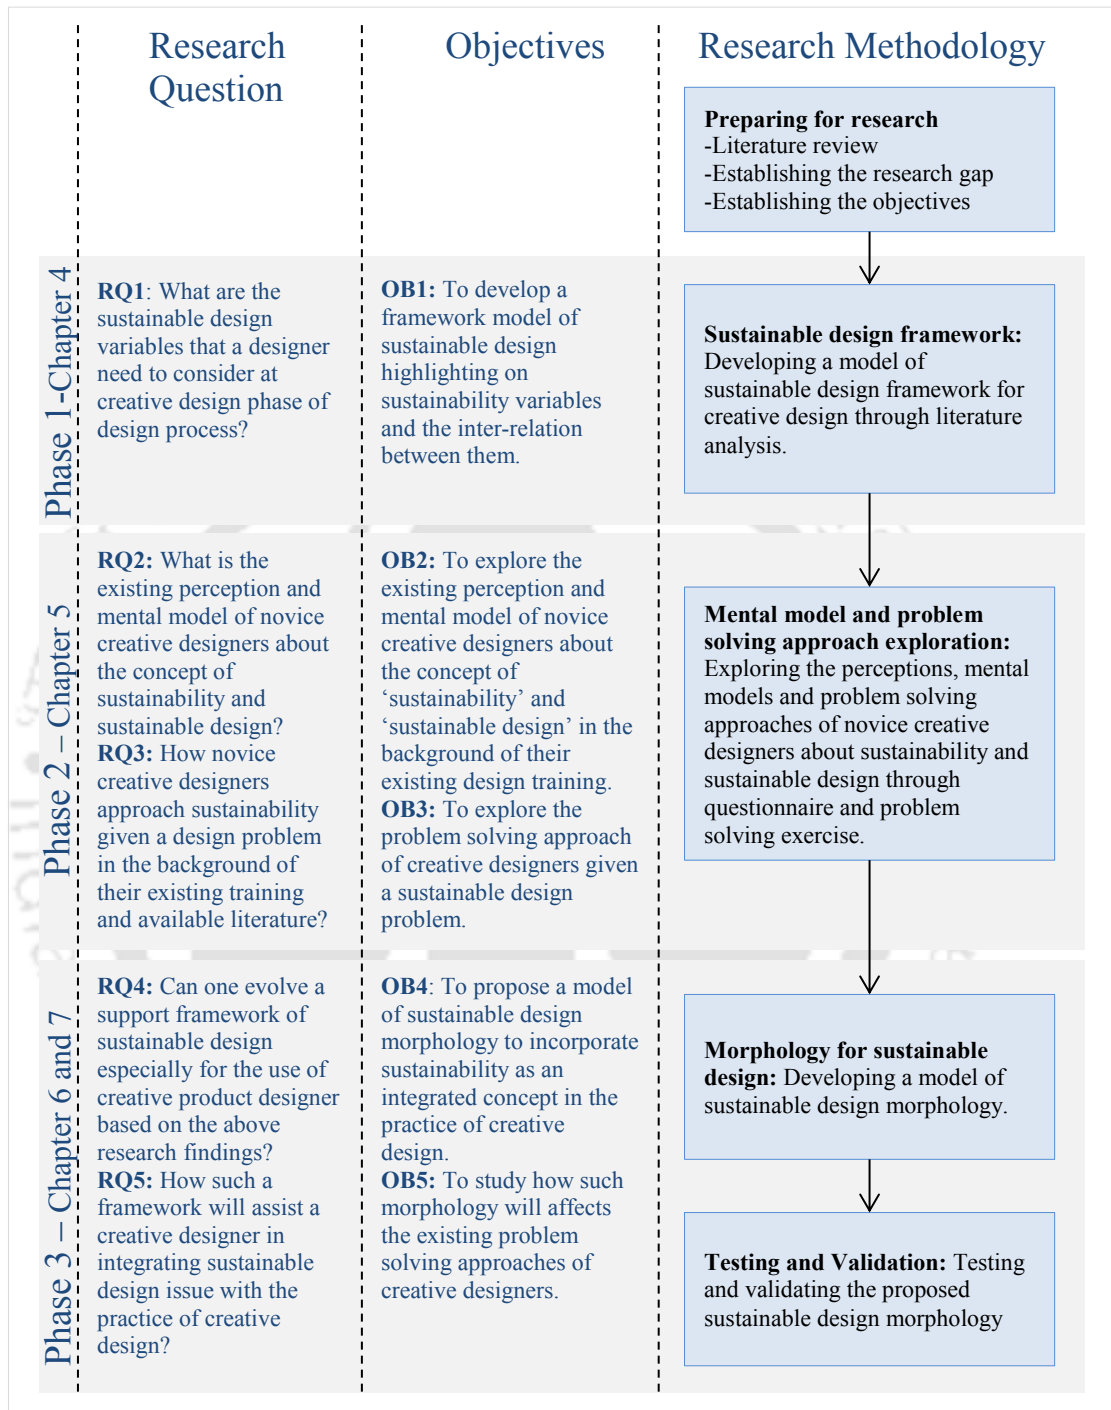 Research
Question
Objectives
Research Methodology
Preparing for research
-Literature review
-Establishing the research gap
-Establishing the objectives
Phase 1-Chapter 4
RQ1: What are the
sustainable design
variables that a designer
need to consider at
creative design phase of
design process?
OB1: To develop a
framework model of
sustainable design
highlighting on
sustainability variables
and the inter-relation
between them.
Sustainable design framework:
Developing a model of
sustainable design framework for
creative design through literature
analysis.
Phase 2 – Chapter 5
RQ2: What is the
existing perception and
mental model of novice
creative designers about
the concept of
sustainability and
sustainable design?
RQ3: How novice
creative designers
approach sustainability
given a design problem
in the background of
their existing training
and available literature?
OB2: To explore the
existing perception and
mental model of novice
creative designers about
the concept of
‘sustainability’ and
‘sustainable design’ in the
background of their
existing design training.
OB3: To explore the
problem solving approach
of creative designers given
a sustainable design
problem.
Mental model and problem
solving approach exploration:
Exploring the perceptions, mental
models and problem solving
approaches of novice creative
designers about sustainability and
sustainable design through
questionnaire and problem
solving exercise.
Phase 3 – Chapter 6 and 7
RQ4: Can one evolve a
support framework of
sustainable design
especially for the use of
creative product designer
based on the above
research findings?
RQ5: How such a
framework will assist a
creative designer in
integrating sustainable
design issue with the
practice of creative
design?
OB4: To propose a model
of sustainable design
morphology to incorporate
sustainability as an
integrated concept in the
practice of creative
design.
OB5: To study how such
morphology will affects
the existing problem
solving approaches of
creative designers.
Morphology for sustainable
design: Developing a model of
sustainable design morphology.
Testing and Validation: Testing
and validating the proposed
sustainable design morphology